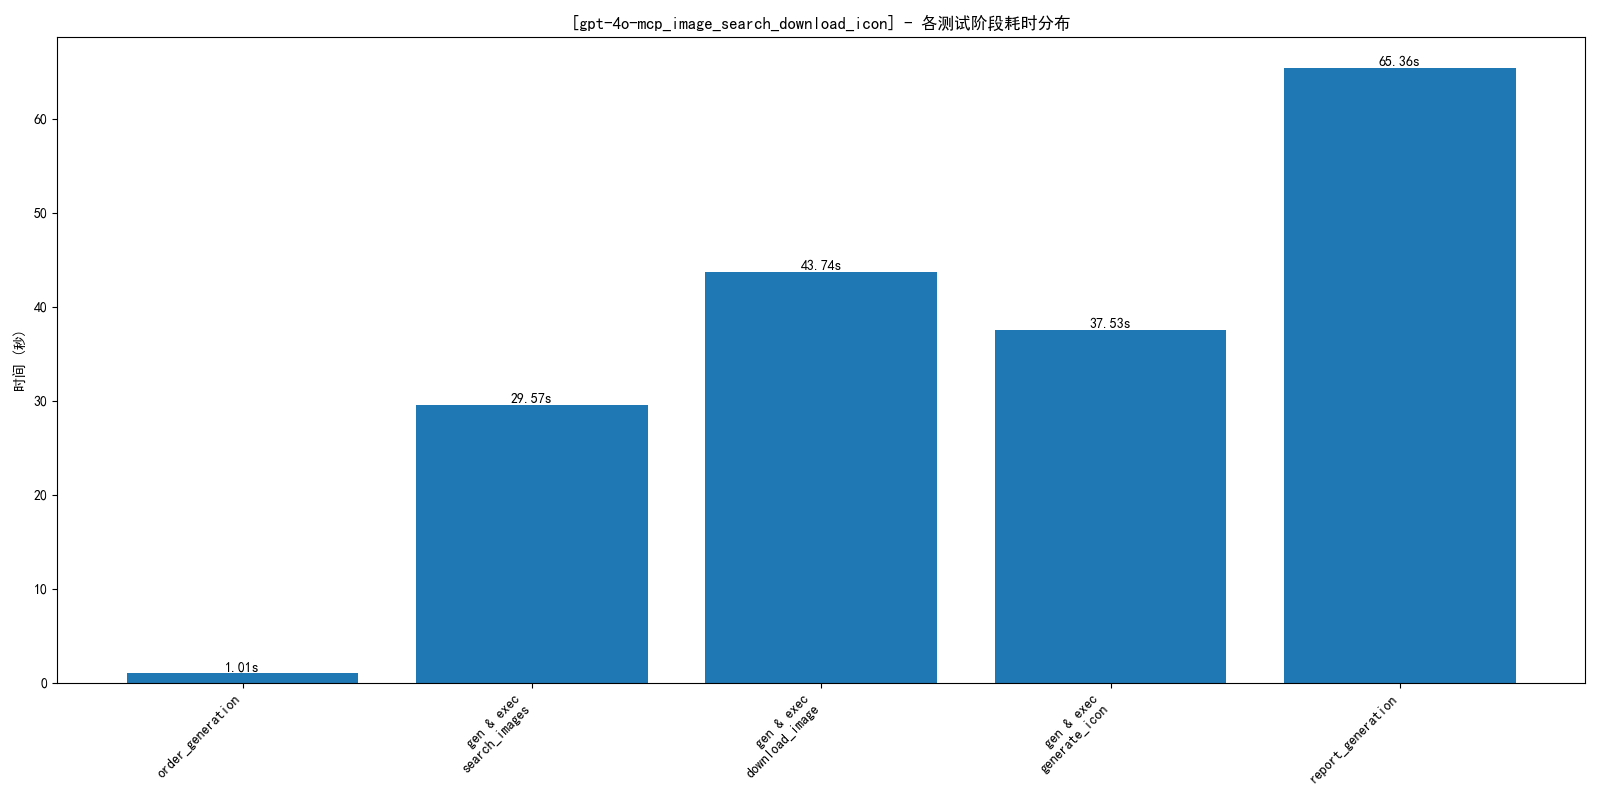 [gpt-4o-mcp_image_search_download_icon] - 各测试阶段耗时分布
时间 (秒)
60
50
40
30
20
10
0
1.01s
29.57s
43.74s
37.53s
65.36s
order_generation
gen & exec
search_images
gen & exec
download_image
gen & exec
generate_icon
report_generation